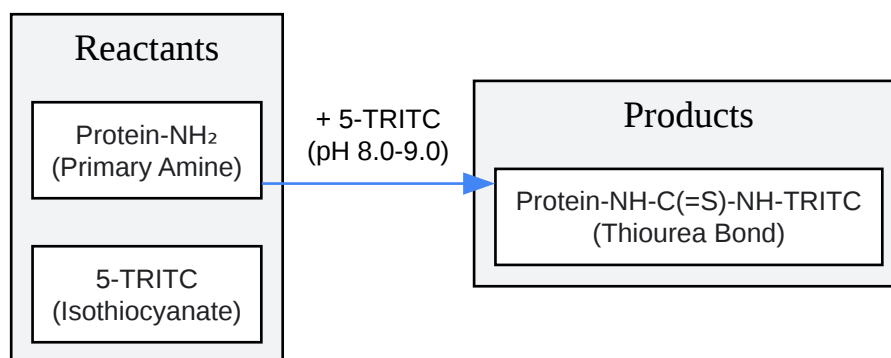 Reactants
Protein-NH₂
(Primary Amine)
5-TRITC
(Isothiocyanate)
+ 5-TRITC
(pH 8.0-9.0)
Products
Protein-NH-C(=S)-NH-TRITC
(Thiourea Bond)